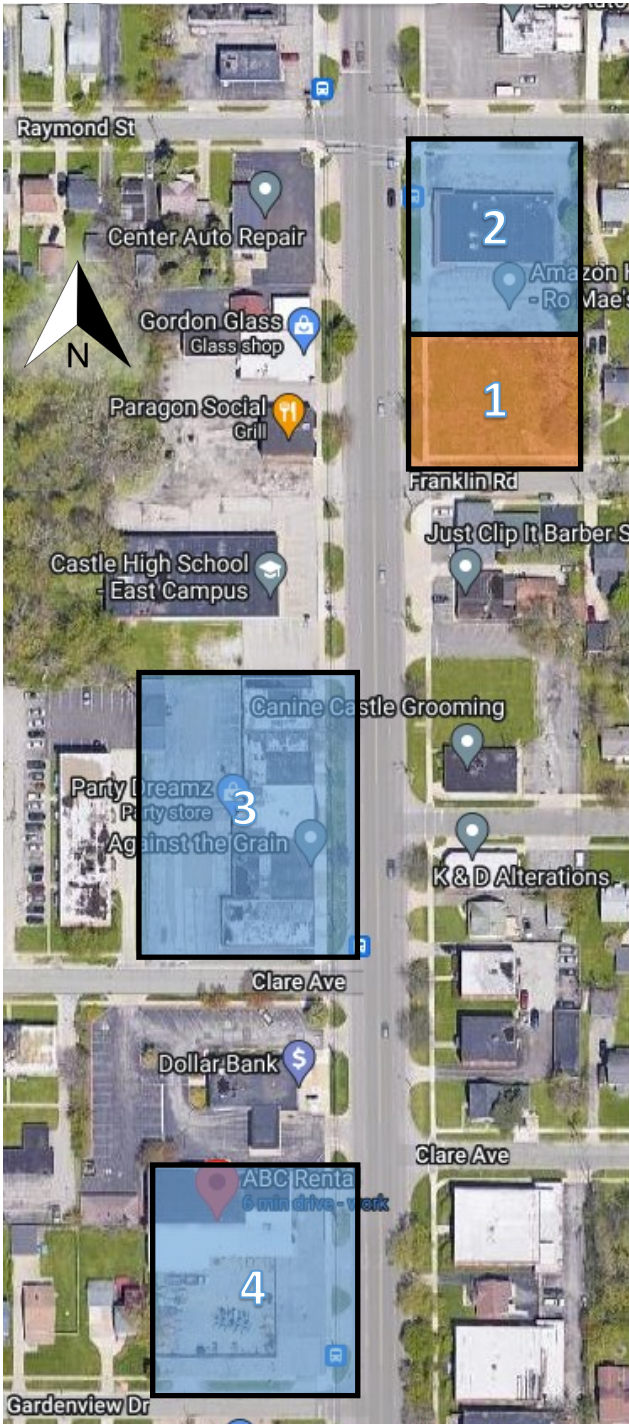 Raymond St
Center Auto Repair
2
Amazon
- Ro Mae's
N
Gordon Glass
Glass shop
Paragon Social
Grill
1
Franklin Rd
Just Clip It Barber S
Castle High School
- East Campus
Canine Castle Grooming
Party Dreamz
Party store
3
Against the Grain
K & D Alterations
Clare Ave
Dollar Bank
$
Clare Ave
ABC Renta
6 min drive - work
4
Gardenview Dr